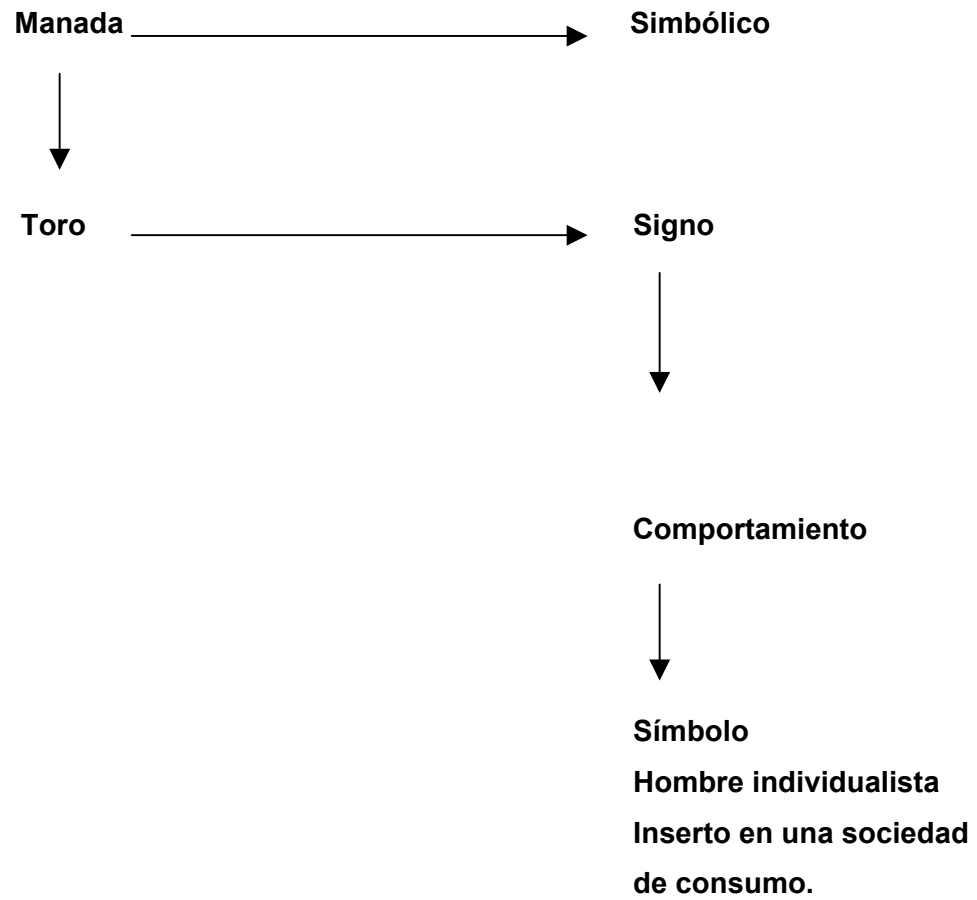 Manada
Simbólico
Toro
Signo
Comportamiento
Símbolo
Hombre individualista
Inserto en una sociedad
de consumo.